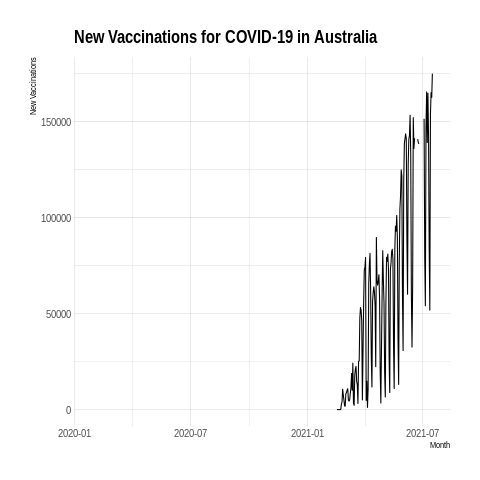 New Vaccinations for COVID-19 in Australia
New Vaccinations
150000
100000
50000
0
2020-01 2020-07 2021-01 2021-07
Month